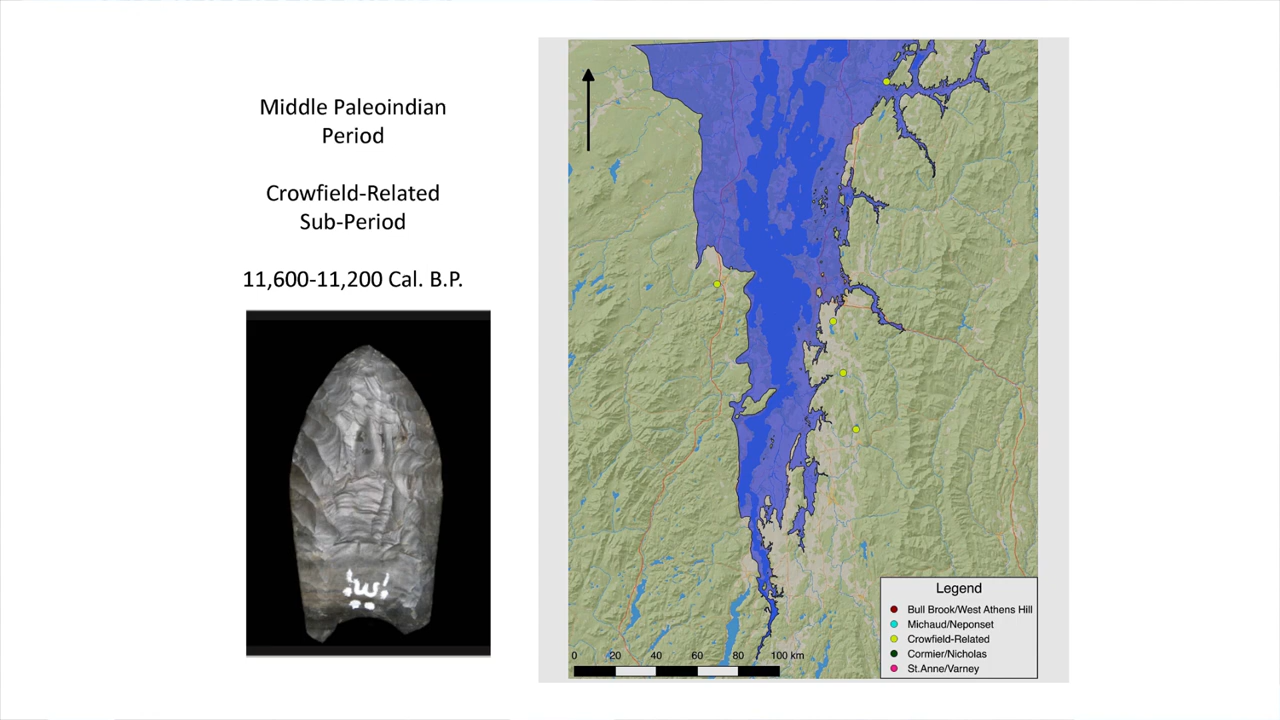 Middle Paleoindian
Period
Crowfield-Related
Sub-Period
11,600-11,200 Cal. B.P.
Legend
Bull Brook/West Athens Hill
Michaud/Neponset
Crowfield-Related
Cormier/Nicholas
St.Anne/Varney
0 20 40 60 80 100 km